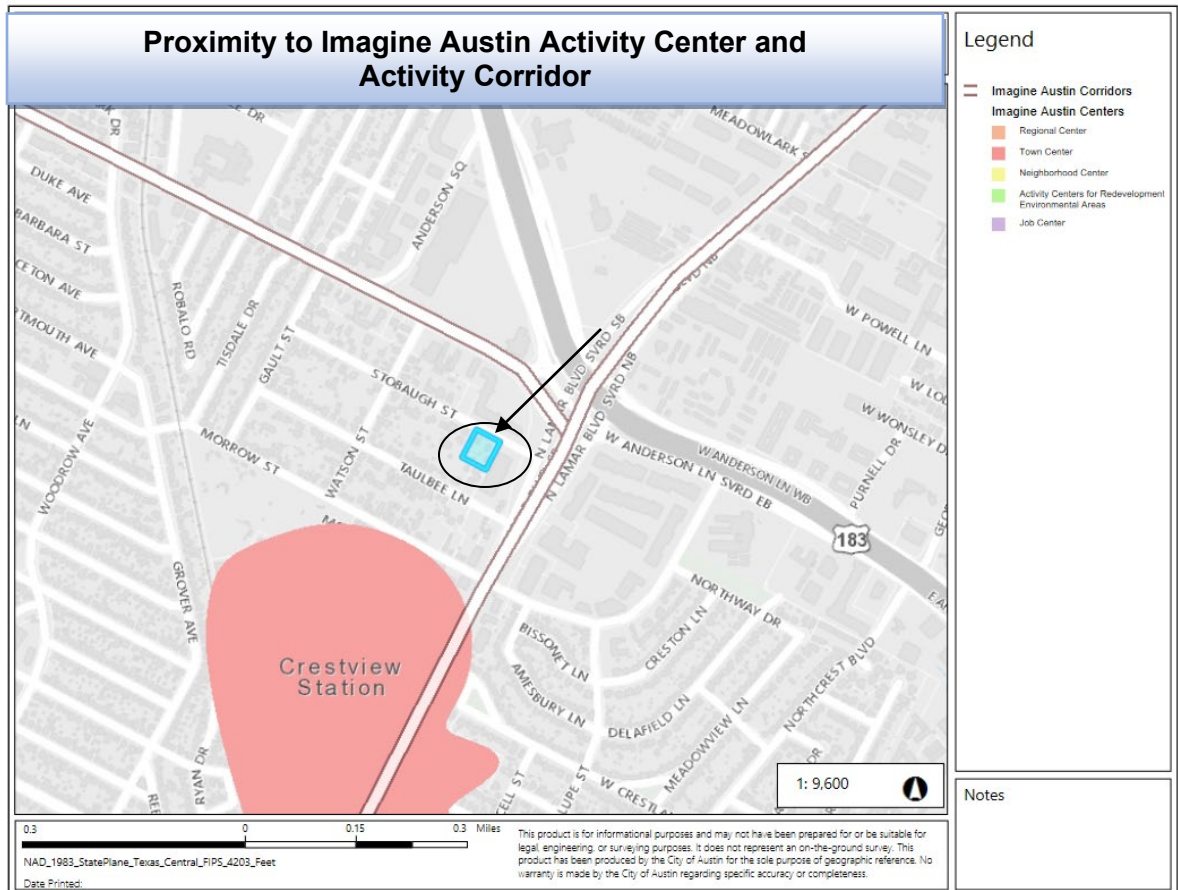 Proximity to Imagine Austin Activity Center and
Activity Corridor
Legend
Imagine Austin Corridors
Imagine Austin Centers
Regional Center
Town Center
Neighborhood Center
Activity Centers for Redevelopment
Environmental Areas
Job Center
MEADOWLARK
ANDERSON SQ
DUKE AVE
BARBARA ST
ROBALO RD
TISDALE DR
GAULT ST
STOBAUGH ST
N LAMAR BLVD SVRD SB
N LAMAR BLVD SVRD NB
W POWELL LN
W WONSLEY
PURNELL DR
W ANDERSON LN WB
W ANDERSON LN SVRD EB
183
WOODROW AVE
MORROW ST
WATSON ST
TAULBEE LN
GROVER AVE
NORTHWAY DR
BISSONET LN
CRESTON LN
AMESBURY LN
DELAFIELD LN
MEADOWVIEW LN
NORTHCREST BLVD
Crestview
Station
RYAN DR
1: 9,600
Notes
0.3 0 0.15 0.3 Miles
NAD_1983_StatePlane_Texas_Central_FIPS_4203_Feet
Date Printed:
This product is for informational purposes and may not have been prepared for or be suitable for
legal, engineering, or surveying purposes. It does not represent an on-the-ground survey. This
product has been produced by the City of Austin for the sole purpose of geographic reference. No
warranty is made by the City of Austin regarding specific accuracy or completeness.